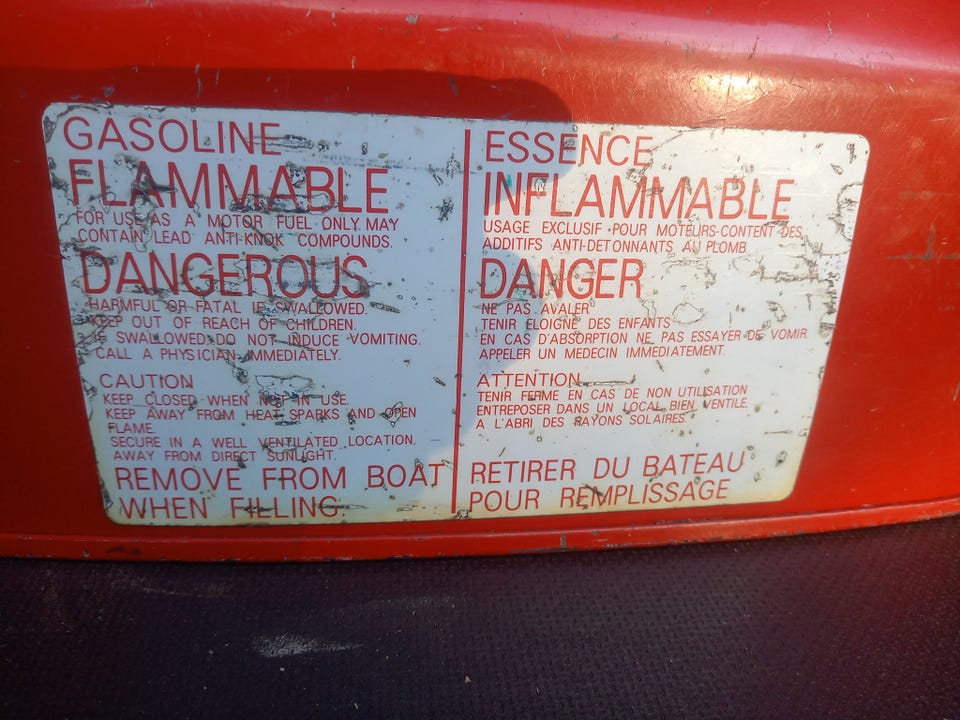 GASOLINE
FLAMMABLE
FOR USE AS A MOTOR FUEL ONLY. MAY
CONTAIN LEAD ANTI-KNOK COMPOUNDS.
DANGEROUS
HARMFUL OR FATAL IF SWALLOWED.
KEEP OUT OF REACH OF CHILDREN.
IF SWALLOWED, DO NOT INDUCE VOMITING.
CALL A PHYSICIAN IMMEDIATELY.
CAUTION
KEEP CLOSED WHEN NOT IN USE.
KEEP AWAY FROM HEAT, SPARKS AND OPEN
FLAME.
SECURE IN A WELL VENTILATED LOCATION.
AWAY FROM DIRECT SUNLIGHT.
REMOVE FROM BOAT
WHEN FILLING.
ESSENCE
INFLAMMABLE
USAGE EXCLUSIF POUR MOTEURS-CONTENT DES
ADDITIFS ANTI-DETONNANTS AU PLOMB.
DANGER
NE PAS AVALER
TENIR ELOIGNE DES ENFANTS
EN CAS D'ABSORPTION NE PAS ESSAYER DE VOMIR.
APPELER UN MEDECIN IMMEDIATEMENT.
ATTENTION
TENIR FERME EN CAS DE NON UTILISATION
ENTREPOSER DANS UN LOCAL BIEN VENTILE
A L'ABRI DES RAYONS SOLAIRES
RETIRER DU BATEAU
POUR REMPLISSAGE